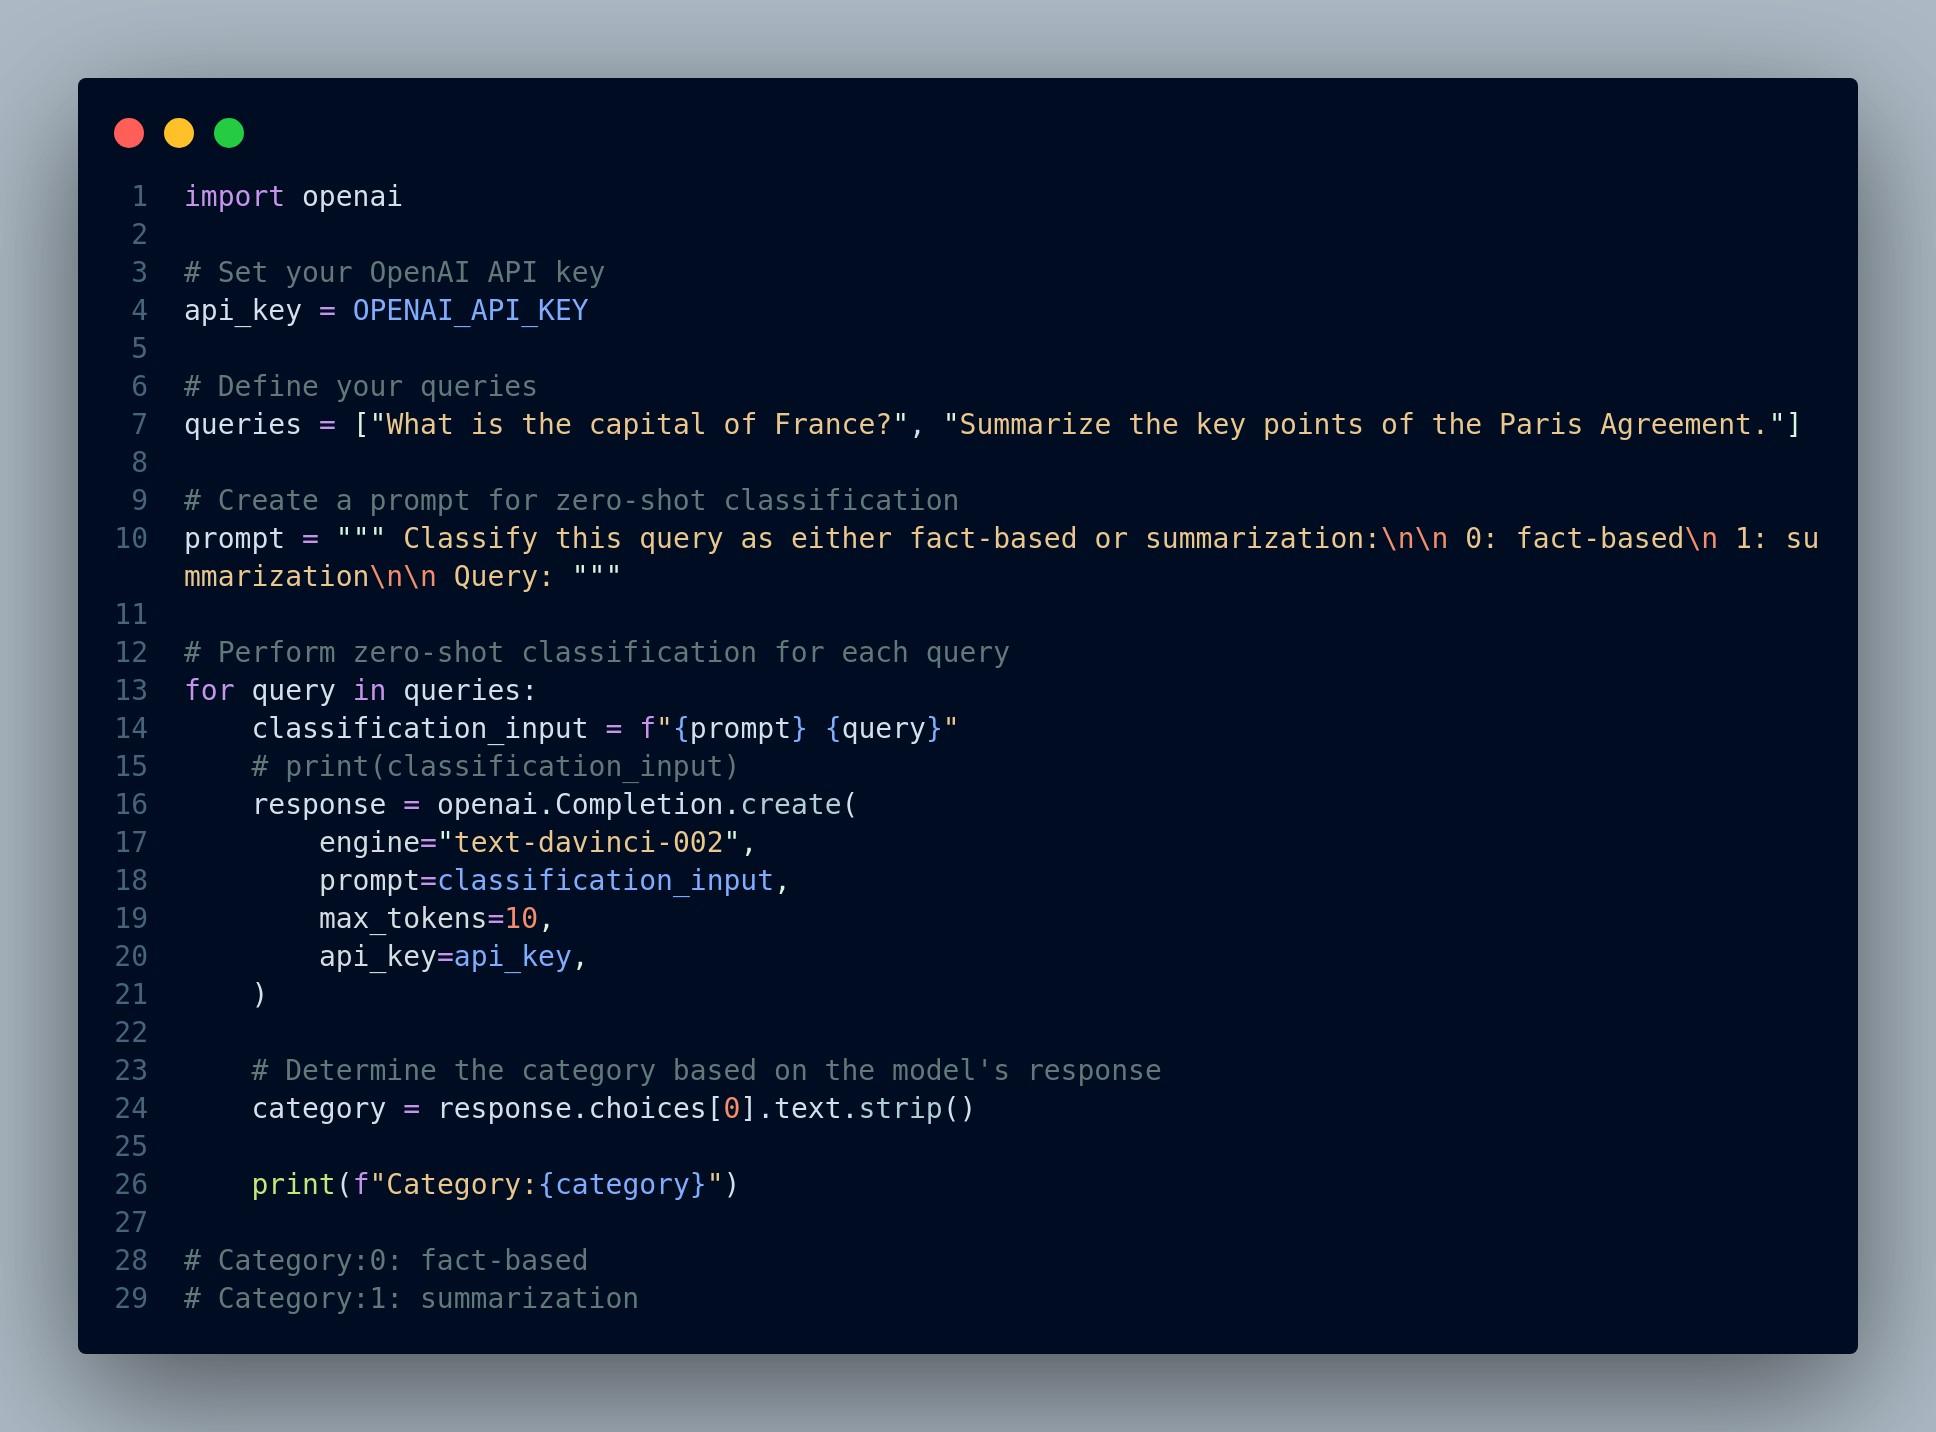 1 import openai
2
3 # Set your OpenAI API key
4 api_key = OPENAI_API_KEY
5
6 # Define your queries
7 queries = ["What is the capital of France?", "Summarize the key points of the Paris Agreement."]
8
9 # Create a prompt for zero-shot classification
10 prompt = """ Classify this query as either fact-based or summarization:\n\n 0: fact-based\n 1: su
mmarization\n\n Query: """
11
12 # Perform zero-shot classification for each query
13 for query in queries:
14     classification_input = f"{prompt} {query}"
15     # print(classification_input)
16     response = openai.Completion.create(
17         engine="text-davinci-002",
18         prompt=classification_input,
19         max_tokens=10,
20         api_key=api_key,
21     )
22
23     # Determine the category based on the model's response
24     category = response.choices[0].text.strip()
25
26     print(f"Category:{category}")
27
28 # Category:0: fact-based
29 # Category:1: summarization